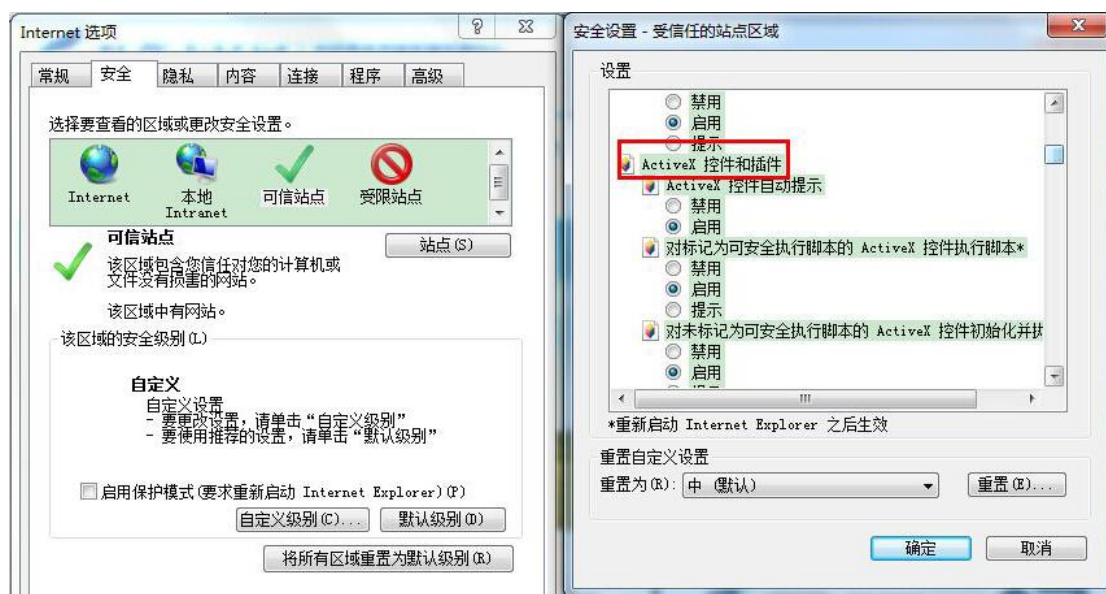 Internet 选项
常规 安全 隐私 内容 连接 程序 高级
选择要查看的区域或更改安全设置。
Internet
本地
Intranet
可信站点
受限站点
可信站点
站点(S)
该区域包含您信任对您的计算机或
文件没有损害的网站。
该区域中有网站。
该区域的安全级别(L)
自定义
自定义设置
- 要更改设置，请单击“自定义级别”
- 要使用推荐的设置，请单击“默认级别”
启用保护模式(要求重新启动 Internet Explorer)(P)
自定义级别(C)... 默认级别(D)
将所有区域重置为默认级别(R)
安全设置 - 受信任的站点区域
设置
禁用
启用
提示
ActiveX 控件和插件
ActiveX 控件自动提示
禁用
启用
对标记为可安全执行脚本的 ActiveX 控件执行脚本*
禁用
启用
提示
对未标记为可安全执行脚本的 ActiveX 控件初始化并执
禁用
启用
*重新启动 Internet Explorer 之后生效
重置自定义设置
重置为(R): 中 (默认) 重置(E)...
确定 取消